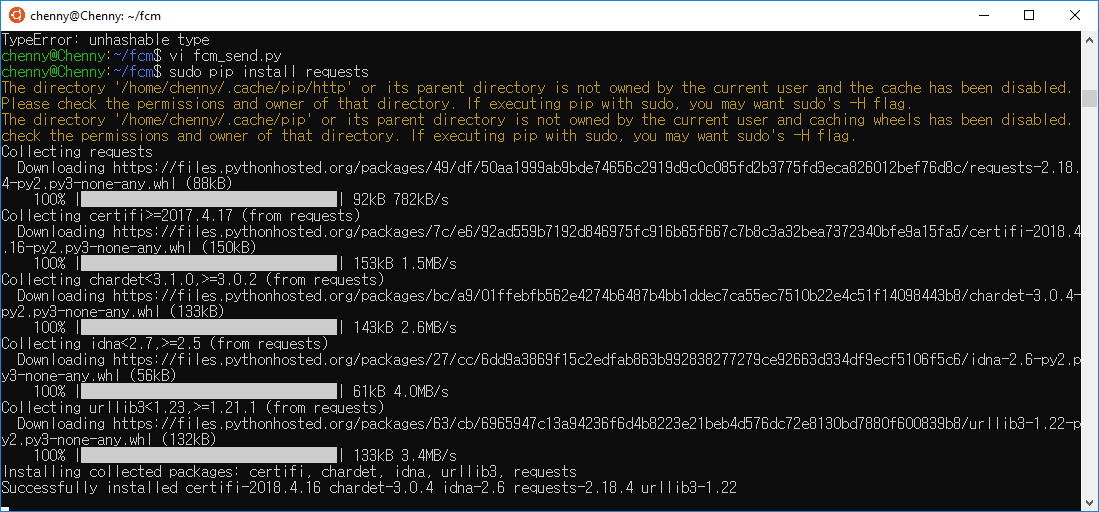 chenny@Chenny: ~/fcm
TypeError: unhashable type
chenny@Chenny:~/fcm$ vi fcm_send.py
chenny@Chenny:~/fcm$ sudo pip install requests
The directory '/home/chenny/.cache/pip/http' or its parent directory is not owned by the current user and the cache has been disabled.
Please check the permissions and owner of that directory. If executing pip with sudo, you may want sudo's -H flag.
The directory '/home/chenny/.cache/pip' or its parent directory is not owned by the current user and caching wheels has been disabled.
check the permissions and owner of that directory. If executing pip with sudo, you may want sudo's -H flag.
Collecting requests
  Downloading https://files.pythonhosted.org/packages/49/df/50aa1999ab9bde74656c2919d9c0c085fd2b3775fd3eca826012bef76d8c/requests-2.18.
4-py2.py3-none-any.whl (88kB)
    100% |████████████████████████████████| 92kB 782kB/s
Collecting certifi>=2017.4.17 (from requests)
  Downloading https://files.pythonhosted.org/packages/7c/e6/92ad559b7192d846975fc916b65f667c7b8c3a32bea7372340bfe9a15fa5/certifi-2018.4
.16-py2.py3-none-any.whl (150kB)
    100% |████████████████████████████████| 153kB 1.5MB/s
Collecting chardet<3.1.0,>=3.0.2 (from requests)
  Downloading https://files.pythonhosted.org/packages/bc/a9/01ffebfb562e4274b6487b4bb1ddec7ca55ec7510b22e4c51f14098443b8/chardet-3.0.4-
py2.py3-none-any.whl (133kB)
    100% |████████████████████████████████| 143kB 2.6MB/s
Collecting idna<2.7,>=2.5 (from requests)
  Downloading https://files.pythonhosted.org/packages/27/cc/6dd9a3869f15c2edfab863b992838277279ce92663d334df9ecf5106f5c6/idna-2.6-py2.p
y3-none-any.whl (56kB)
    100% |████████████████████████████████| 61kB 4.0MB/s
Collecting urllib3<1.23,>=1.21.1 (from requests)
  Downloading https://files.pythonhosted.org/packages/63/cb/6965947c13a94236f6d4b8223e21beb4d576dc72e8130bd7880f600839b8/urllib3-1.22-p
y2.py3-none-any.whl (132kB)
    100% |████████████████████████████████| 133kB 3.4MB/s
Installing collected packages: certifi, chardet, idna, urllib3, requests
Successfully installed certifi-2018.4.16 chardet-3.0.4 idna-2.6 requests-2.18.4 urllib3-1.22